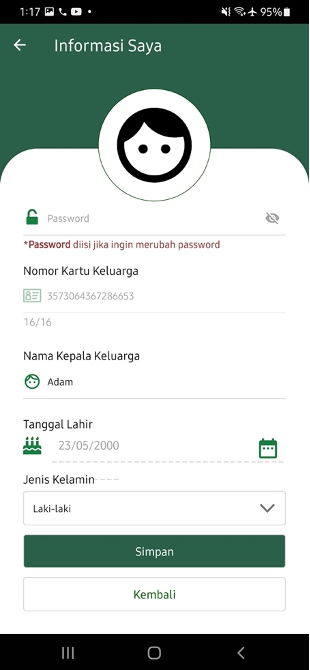 1:17 95%
Informasi Saya
Password
*Password diisi jika ingin merubah password
Nomor Kartu Keluarga
3573064367286653
16/16
Nama Kepala Keluarga
Adam
Tanggal Lahir
23/05/2000
Jenis Kelamin
Laki-laki
Simpan
Kembali